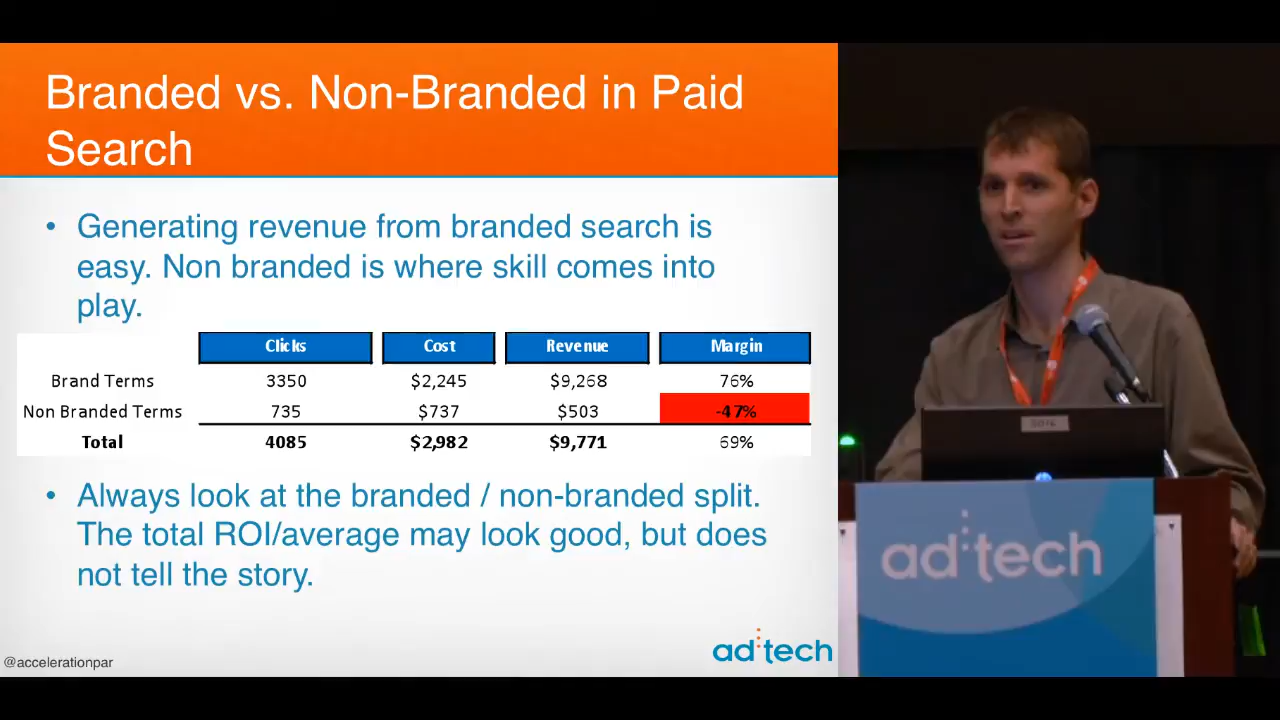 Branded vs. Non-Branded in Paid
Search
• Generating revenue from branded search is
easy. Non branded is where skill comes into
play.
Clicks Cost Revenue Margin
Brand Terms 3350 $2,245 $9,268 76%
Non Branded Terms 735 $737 $503 -47%
Total 4085 $2,982 $9,771 69%
• Always look at the branded / non-branded split.
The total ROI/average may look good, but does
not tell the story.
@accelerationpar
ad:tech
ad:tech